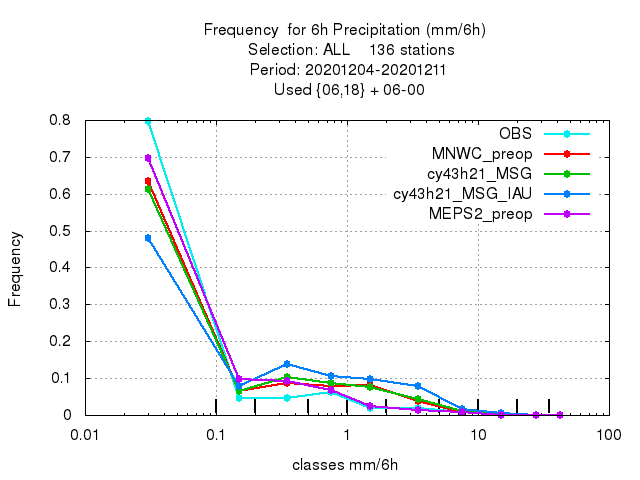 Frequency  for 6h Precipitation (mm/6h)
Selection: ALL    136 stations
Period: 20201204-20201211
Used {06,18} + 06-00
OBS
MNWC_preop
cy43h21_MSG
cy43h21_MSG_IAU
MEPS2_preop
Frequency
0.8
0.7
0.6
0.5
0.4
0.3
0.2
0.1
0
0.01 0.1 1 10 100
classes mm/6h